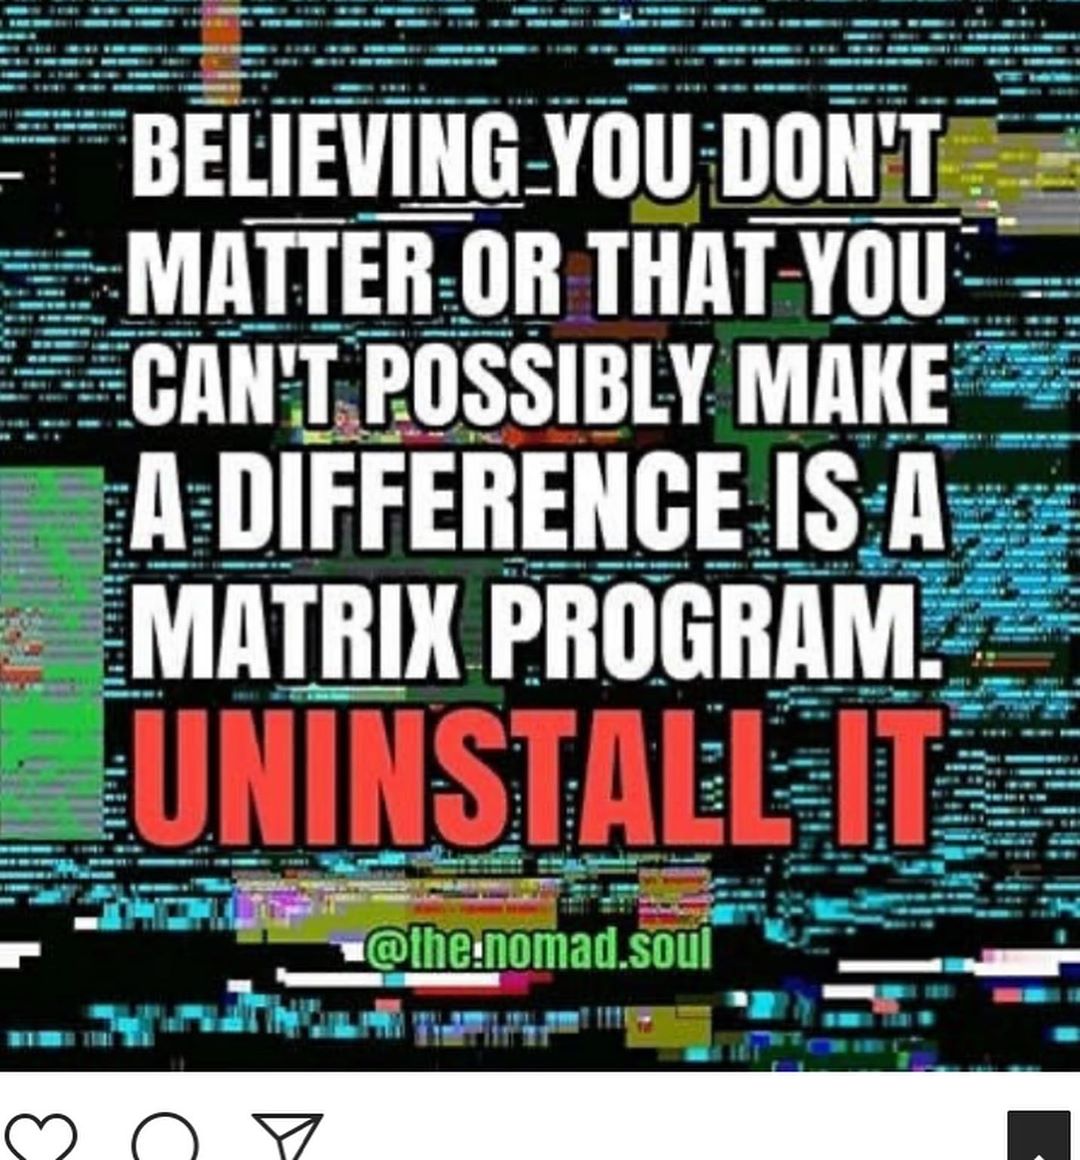 BELIEVING YOU DON'T
MATTER OR THAT YOU
CAN'T POSSIBLY MAKE
A DIFFERENCE IS A
MATRIX PROGRAM.
UNINSTALL IT
@the.nomad.soul